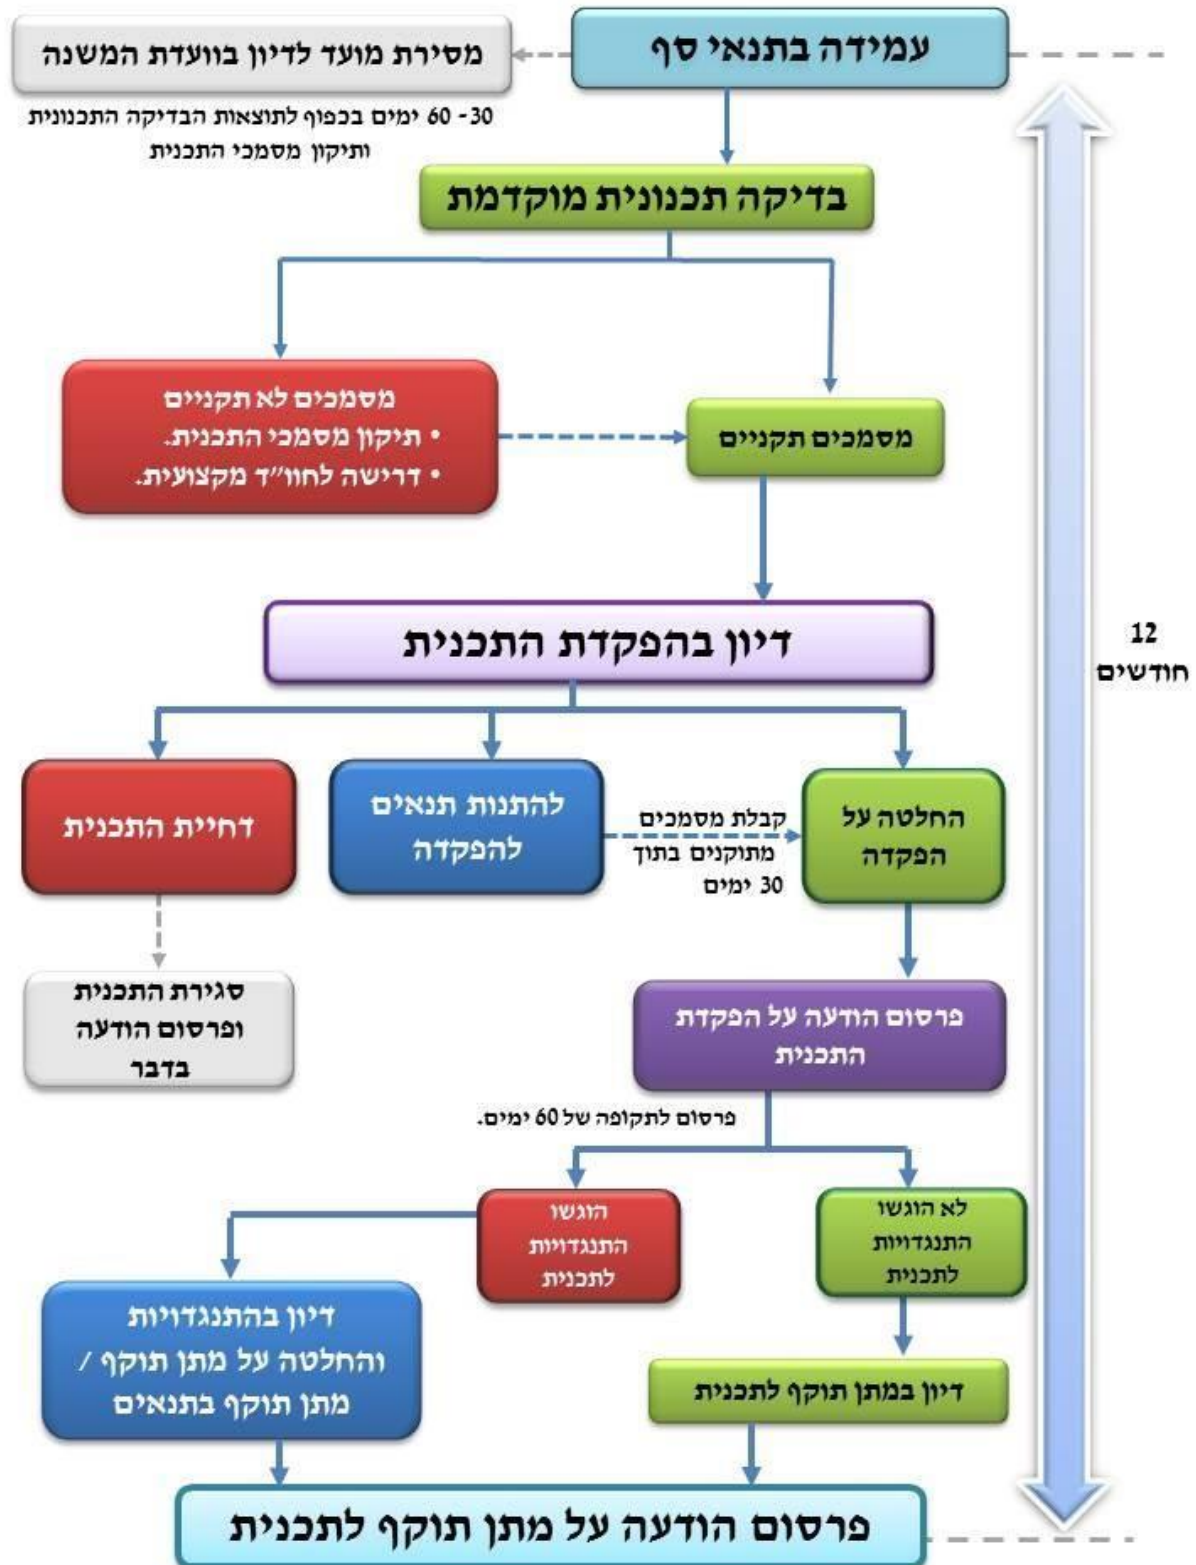 עמידה בתנאי סף
מסירת מועד לדיון בוועדת המשנה
30- 60 ימים בכפוף לתוצאות הבדיקה התכנונית
ותיקון מסמכי התכנית
בדיקה תכנונית מוקדמת
מסמכים לא תקניים
• תיקון מסמכי התכנית.
• דרישה לחוו"ד מקצועית.
מסמכים תקניים
12
חודשים
דיון בהפקדת התכנית
החלטה על
הפקדה
קבלת מסמכים
מתוקנים בתוך
30 ימים
להתנות תנאים
להפקדה
דחיית התכנית
סגירת התכנית
ופרסום הודעה
בדבר
פרסום הודעה על הפקדת
התכנית
פרסום לתקופה של 60 ימים.
לא הוגשו
התנגדויות
לתכנית
הוגשו
התנגדויות
לתכנית
דיון בהתנגדויות
והחלטה על מתן תוקף /
מתן תוקף בתנאים
דיון במתן תוקף לתכנית
פרסום הודעה על מתן תוקף לתכנית